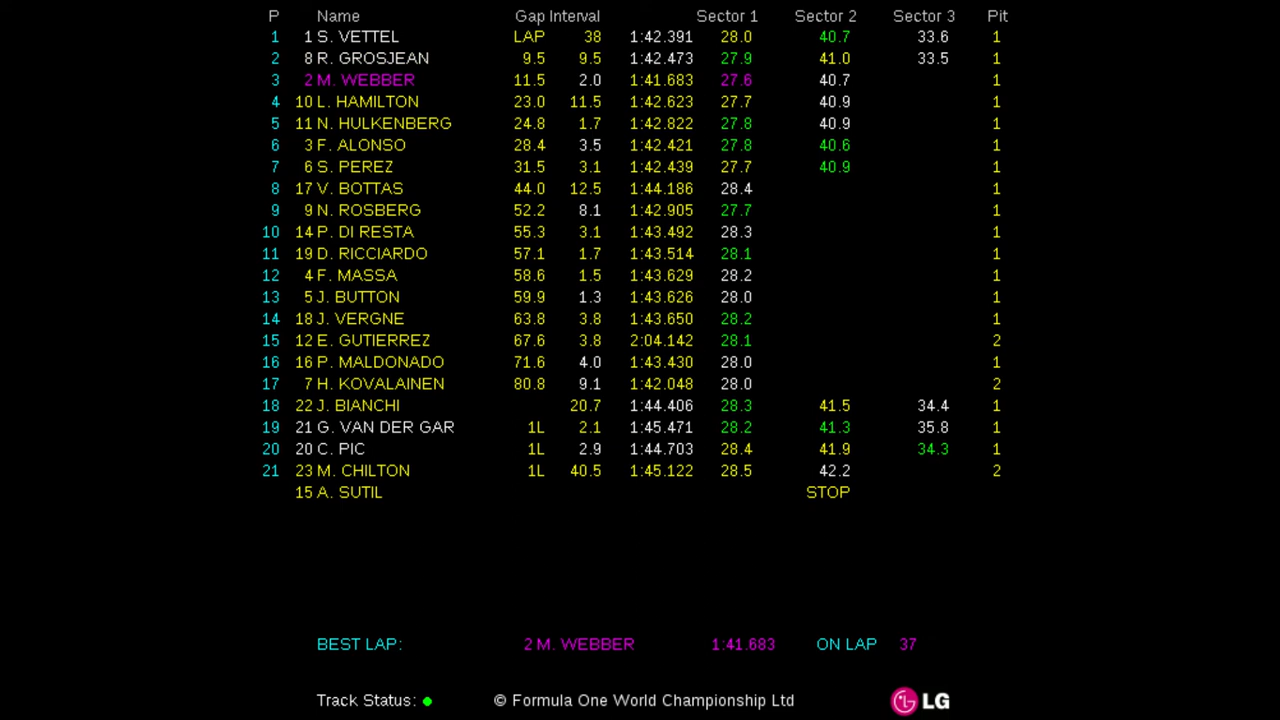 P Name Gap Interval Sector 1 Sector 2 Sector 3 Pit
1 1 S. VETTEL LAP 38 1:42.391 28.0 40.7 33.6 1
2 8 R. GROSJEAN 9.5 9.5 1:42.473 27.9 41.0 33.5 1
3 2 M. WEBBER 11.5 2.0 1:41.683 27.6 40.7 1
4 10 L. HAMILTON 23.0 11.5 1:42.623 27.7 40.9 1
5 11 N. HULKENBERG 24.8 1.7 1:42.822 27.8 40.9 1
6 3 F. ALONSO 28.4 3.5 1:42.421 27.8 40.6 1
7 6 S. PEREZ 31.5 3.1 1:42.439 27.7 40.9 1
8 17 V. BOTTAS 44.0 12.5 1:44.186 28.4 1
9 9 N. ROSBERG 52.2 8.1 1:42.905 27.7 1
10 14 P. DI RESTA 55.3 3.1 1:43.492 28.3 1
11 19 D. RICCIARDO 57.1 1.7 1:43.514 28.1 1
12 4 F. MASSA 58.6 1.5 1:43.629 28.2 1
13 5 J. BUTTON 59.9 1.3 1:43.626 28.0 1
14 18 J. VERGNE 63.8 3.8 1:43.650 28.2 1
15 12 E. GUTIERREZ 67.6 3.8 2:04.142 28.1 2
16 16 P. MALDONADO 71.6 4.0 1:43.430 28.0 1
17 7 H. KOVALAINEN 80.8 9.1 1:42.048 28.0 2
18 22 J. BIANCHI 20.7 1:44.406 28.3 41.5 34.4 1
19 21 G. VAN DER GAR 1L 2.1 1:45.471 28.2 41.3 35.8 1
20 20 C. PIC 1L 2.9 1:44.703 28.4 41.9 34.3 1
21 23 M. CHILTON 1L 40.5 1:45.122 28.5 42.2 2
15 A. SUTIL STOP
BEST LAP: 2 M. WEBBER 1:41.683 ON LAP 37
Track Status: © Formula One World Championship Ltd LG